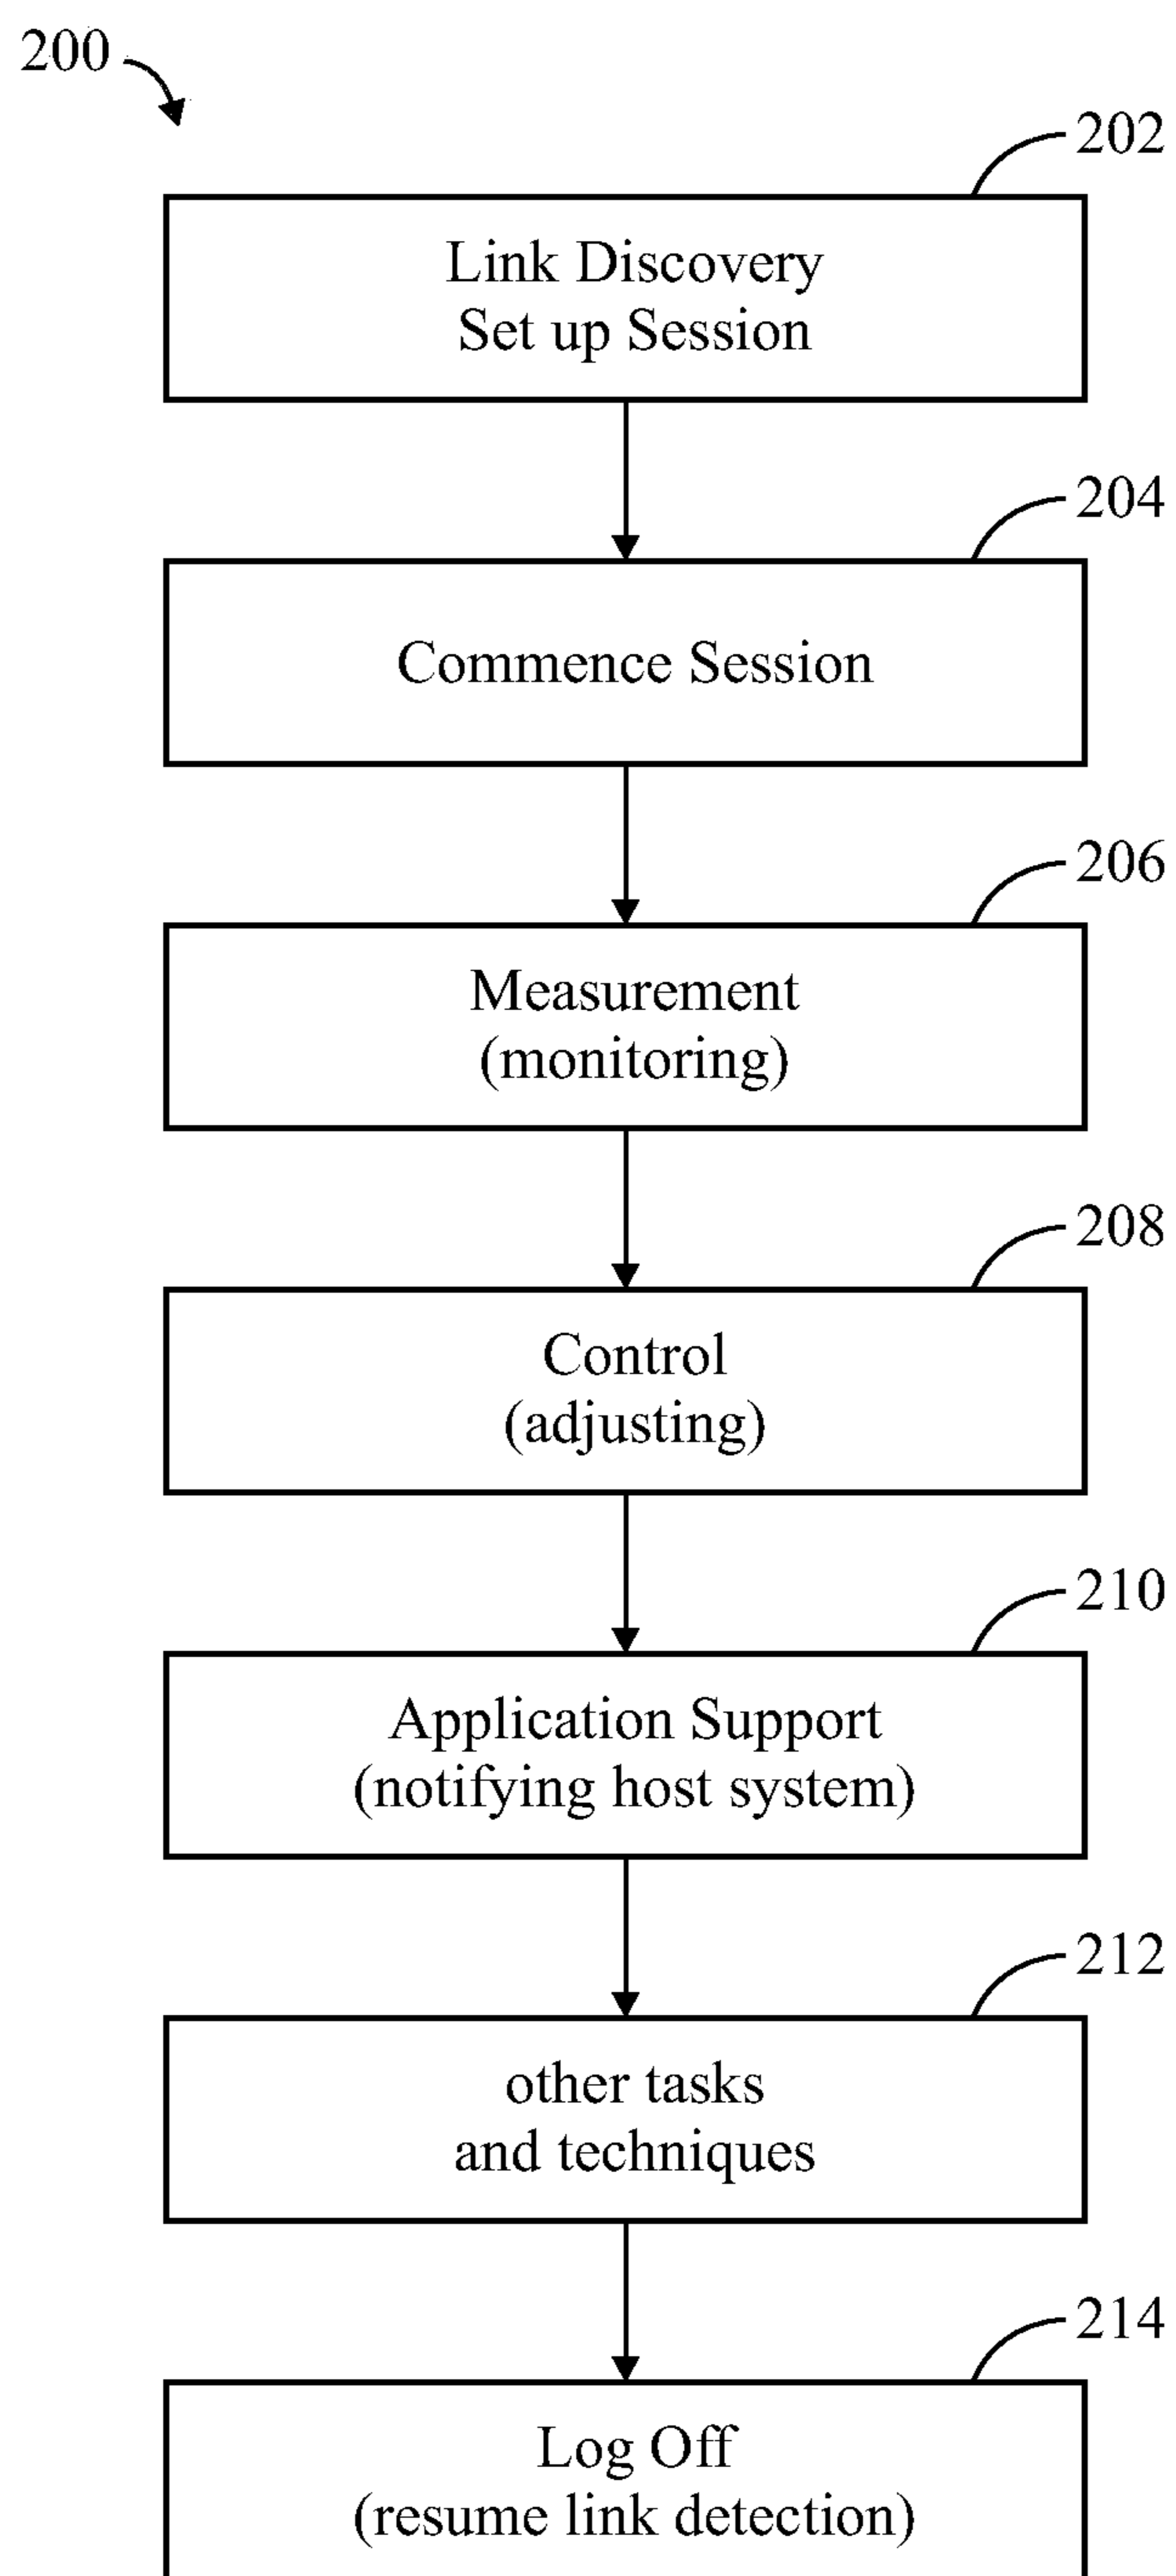 200
202
Link Discovery
Set up Session
204
Commence Session
206
Measurement
(monitoring)
208
Control
(adjusting)
210
Application Support
(notifying host system)
212
other tasks
and techniques
214
Log Off
(resume link detection)